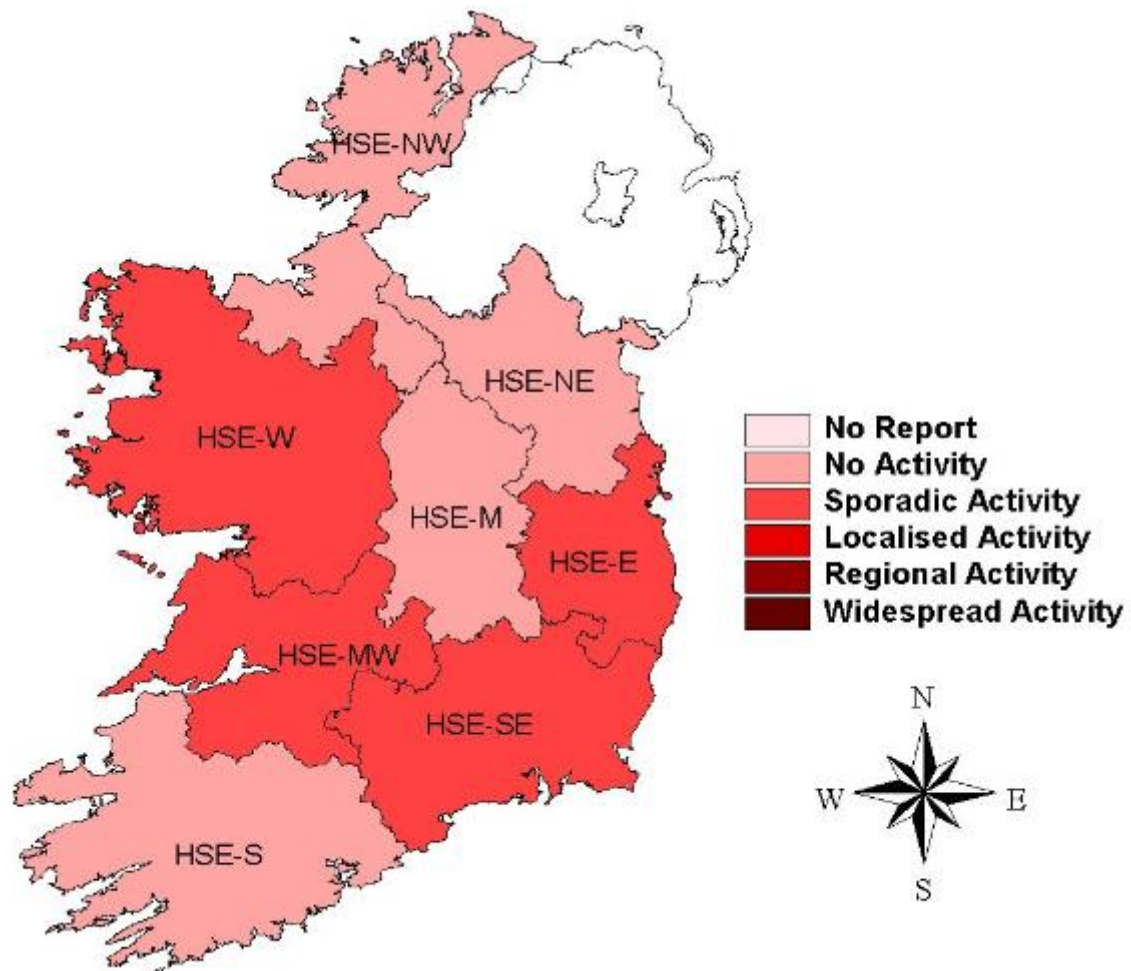 HSE-NW
HSE-NE
HSE-W
HSE-M
HSE-E
HSE-MW
HSE-SE
HSE-S
No Report
No Activity
Sporadic Activity
Localised Activity
Regional Activity
Widespread Activity
N
W
E
S